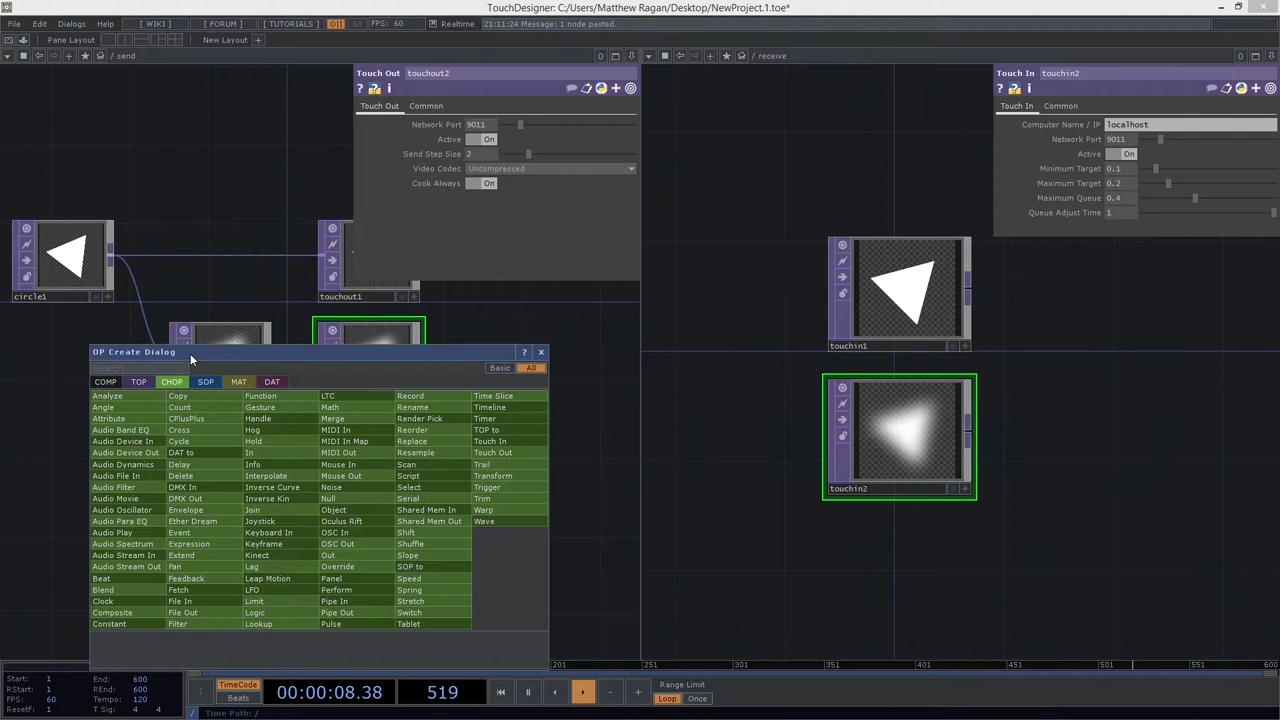 TouchDesigner: C:/Users/Matthew Ragan/Desktop/NewProject.1.toe*
File Edit Dialogs Help [ WIKI ] [ FORUM ] [ TUTORIALS ] O|I FPS: 60 Realtime 21:11:24 Message: 1 node pasted.
Pane Layout New Layout +
/ send 0
/ receive 0
Touch Out touchout2
Touch Out Common
Network Port 9011
Active On
Send Step Size 2
Video Codec Uncompressed
Cook Always On
Touch In touchin2
Touch In Common
Computer Name / IP localhost
Network Port 9011
Active On
Minimum Target 0.1
Maximum Target 0.2
Maximum Queue 0.4
Queue Adjust Time 1
circle1
touchout1
touchin1
touchin2
OP Create Dialog ? x
Search Basic All
COMP TOP CHOP SOP MAT DAT
Analyze Copy Function LTC Record Time Slice
Angle Count Gesture Math Rename Timeline
Attribute CPlusPlus Handle Merge Render Pick Timer
Audio Band EQ Cross Hog MIDI In Reorder TOP to
Audio Device In Cycle Hold MIDI In Map Replace Touch In
Audio Device Out DAT to In MIDI Out Resample Touch Out
Audio Dynamics Delay Info Mouse In Scan Trail
Audio File In Delete Interpolate Mouse Out Script Transform
Audio Filter DMX In Inverse Curve Noise Select Trigger
Audio Movie DMX Out Inverse Kin Null Serial Trim
Audio Oscillator Envelope Join Object Shared Mem In Warp
Audio Para EQ Ether Dream Joystick Oculus Rift Shared Mem Out Wave
Audio Play Event Keyboard In OSC In Shift
Audio Spectrum Expression Keyframe OSC Out Shuffle
Audio Stream In Extend Kinect Out Slope
Audio Stream Out Fan Lag Override SOP to
Beat Feedback Leap Motion Panel Speed
Blend Fetch LFO Perform Spring
Clock File In Limit Pipe In Stretch
Composite File Out Logic Pipe Out Switch
Constant Filter Lookup Pulse Tablet
201 251 301 351 401 451 501 551 600
Start: 1 End: 600
RStart: 1 REnd: 600
FPS: 60 Tempo: 120
ResetF: 1 T Sig: 4 4
TimeCode
Beats
00:00:08.38 519
Range Limit
Loop Once
/ Time Path: /